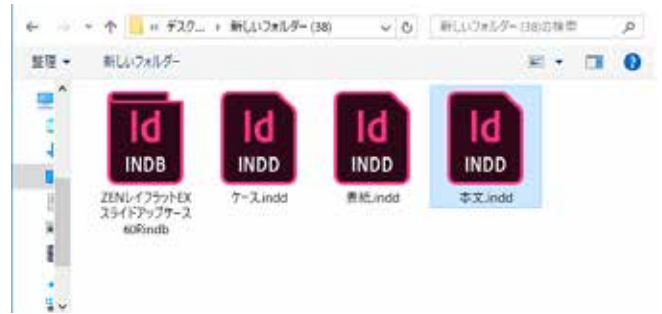 デスク... 新しいフォルダー (38)
新しいフォルダー (38)の検索
整理
新しいフォルダー
Id
INDB
Id
INDD
Id
INDD
Id
INDD
ZENレイフラットEX
スライドアップケース
60R.indb
ケース.indd
表紙.indd
本文.indd